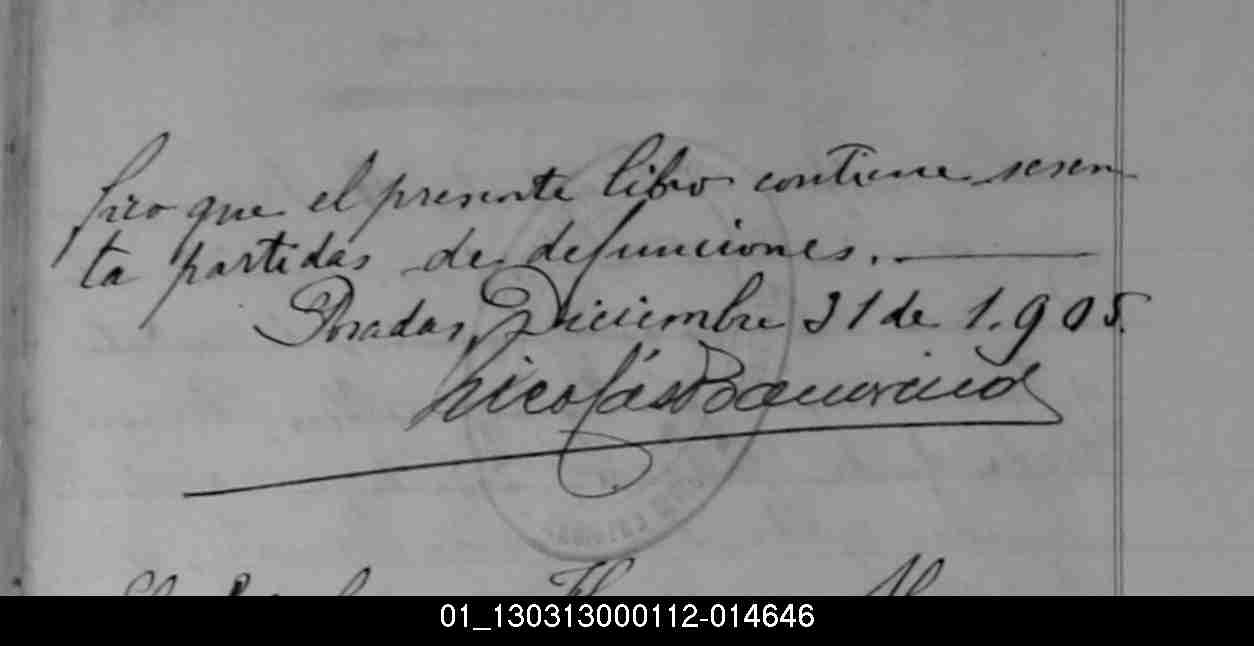 fico que el presente libro contiene sesen
ta partidas de defunciones.
Posadas, Diciembre 31 de 1.905.
Nicolás
01_130313000112-014646